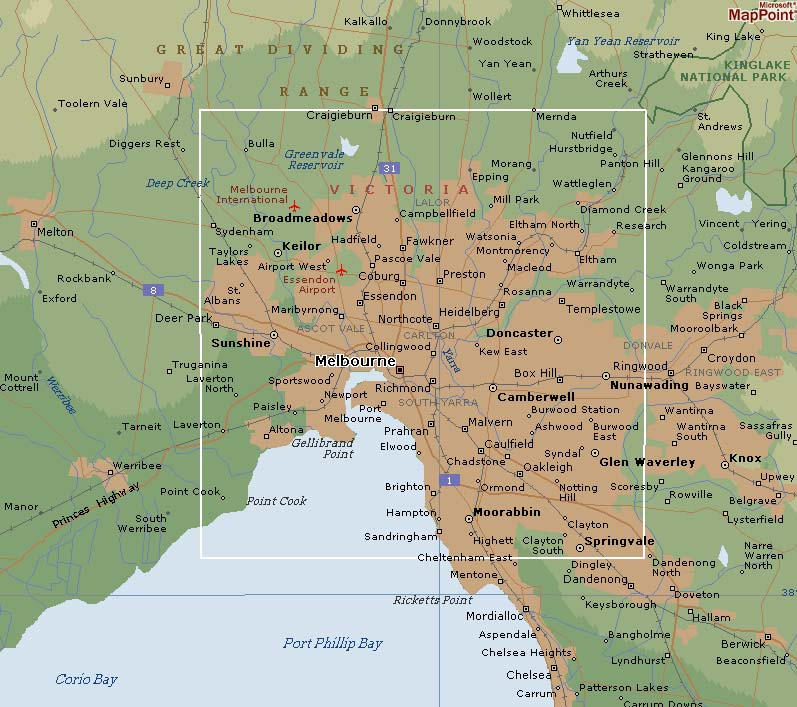 Microsoft®
MapPoint®
Kalkallo
Donnybrook
Whittlesea
King Lake
GREAT DIVIDING
RANGE
Woodstock
Yan Yean Reservoir
Strathewen
Yan Yean
KINGLAKE
NATIONAL PARK
Sunbury
Arthurs
Creek
Toolern Vale
Wollert
Craigieburn
Craigieburn
Mernda
St.
Andrews
Nutfield
Hurstbridge
Diggers Rest
Bulla
Greenvale
Reservoir
31
Morang
Epping
Panton Hill
Glennons Hill
Kangaroo
Ground
Deep Creek
Melbourne
International
VICTORIA
Wattleglen
LALOR
Mill Park
Broadmeadows
Campbellfield
Diamond Creek
Melton
Sydenham
Hadfield
Fawkner
Watsonia
Eltham North
Research
Vincent
Yering
Keilor
Taylors
Lakes
Pascoe Vale
Montmorency
Coldstream
Airport West
Macleod
Eltham
Wonga Park
Rockbank
Essendon
Airport
Coburg
Preston
8
St.
Albans
Essendon
Rosanna
Warrandyte
Warrandyte
South
Exford
Black
Springs
Maribyrnong
Heidelberg
Templestowe
Deer Park
Northcote
ASCOT VALE
CARLTON
Doncaster
Mooroolbark
Sunshine
Collingwood
Kew East
DONVALE
Yarra
Croydon
Melbourne
Truganina
Box Hill
Ringwood
RINGWOOD EAST
Mount
Cottrell
Werribee
Laverton
North
Sportswood
Richmond
Nunawading
Bayswater
Newport
Camberwell
Paisley
Port
Melbourne
SOUTH YARRA
Burwood Station
Wantirna
Tarneit
Laverton
Altona
Prahran
Malvern
Ashwood
Burwood
East
Wantirna
South
Sassafras
Gully
Gellibrand
Point
Elwood
Caulfield
Syndal
Werribee
Chadstone
Oakleigh
Glen Waverley
Knox
Princes Highway
Point Cook
Point Cook
1
Brighton
Ormond
Notting
Hill
Scoresby
Upwey
Rowville
Belgrave
Manor
South
Werribee
Hampton
Moorabbin
Clayton
Lysterfield
Sandringham
Highett
Clayton
South
Springvale
Narre
Warren
North
Cheltenham East
Dingley
Dandenong
North
Mentone
Dandenong
Doveton
38°
Ricketts Point
Keysborough
Mordialloc
Hallam
Aspendale
Bangholme
Port Phillip Bay
Berwick
Chelsea Heights
Lyndhurst
Beaconsfield
Corio Bay
Chelsea
Carrum
Patterson Lakes
Carrum Downs